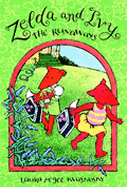 Zelda and Ivy
THE RUNAWAYS
LAURA McGEE KVASNOSKY